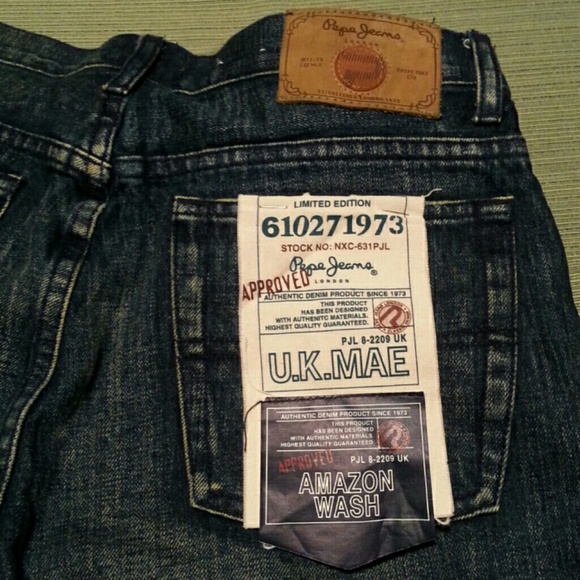 Pepe Jeans
LONDON
LIMITED EDITION
610271973
STOCK NO: NXC-631PJL
Pepe Jeans®
LONDON
APPROVED
AUTHENTIC DENIM PRODUCT SINCE 1973
THIS PRODUCT
HAS BEEN DESIGNED
WITH AUTHENITC MATERIALS.
HIGHEST QUALITY GUARANTEED.
PJL 8-2209 UK
U.K.MAE
AUTHENTIC DENIM PRODUCT SINCE 1973
THIS PRODUCT
HAS BEEN DESIGNED
WITH AUTHENTIC MATERIALS.
HIGHEST QUALITY GUARANTEED.
APPROVED
PJL 8-2209 UK
AMAZON
WASH